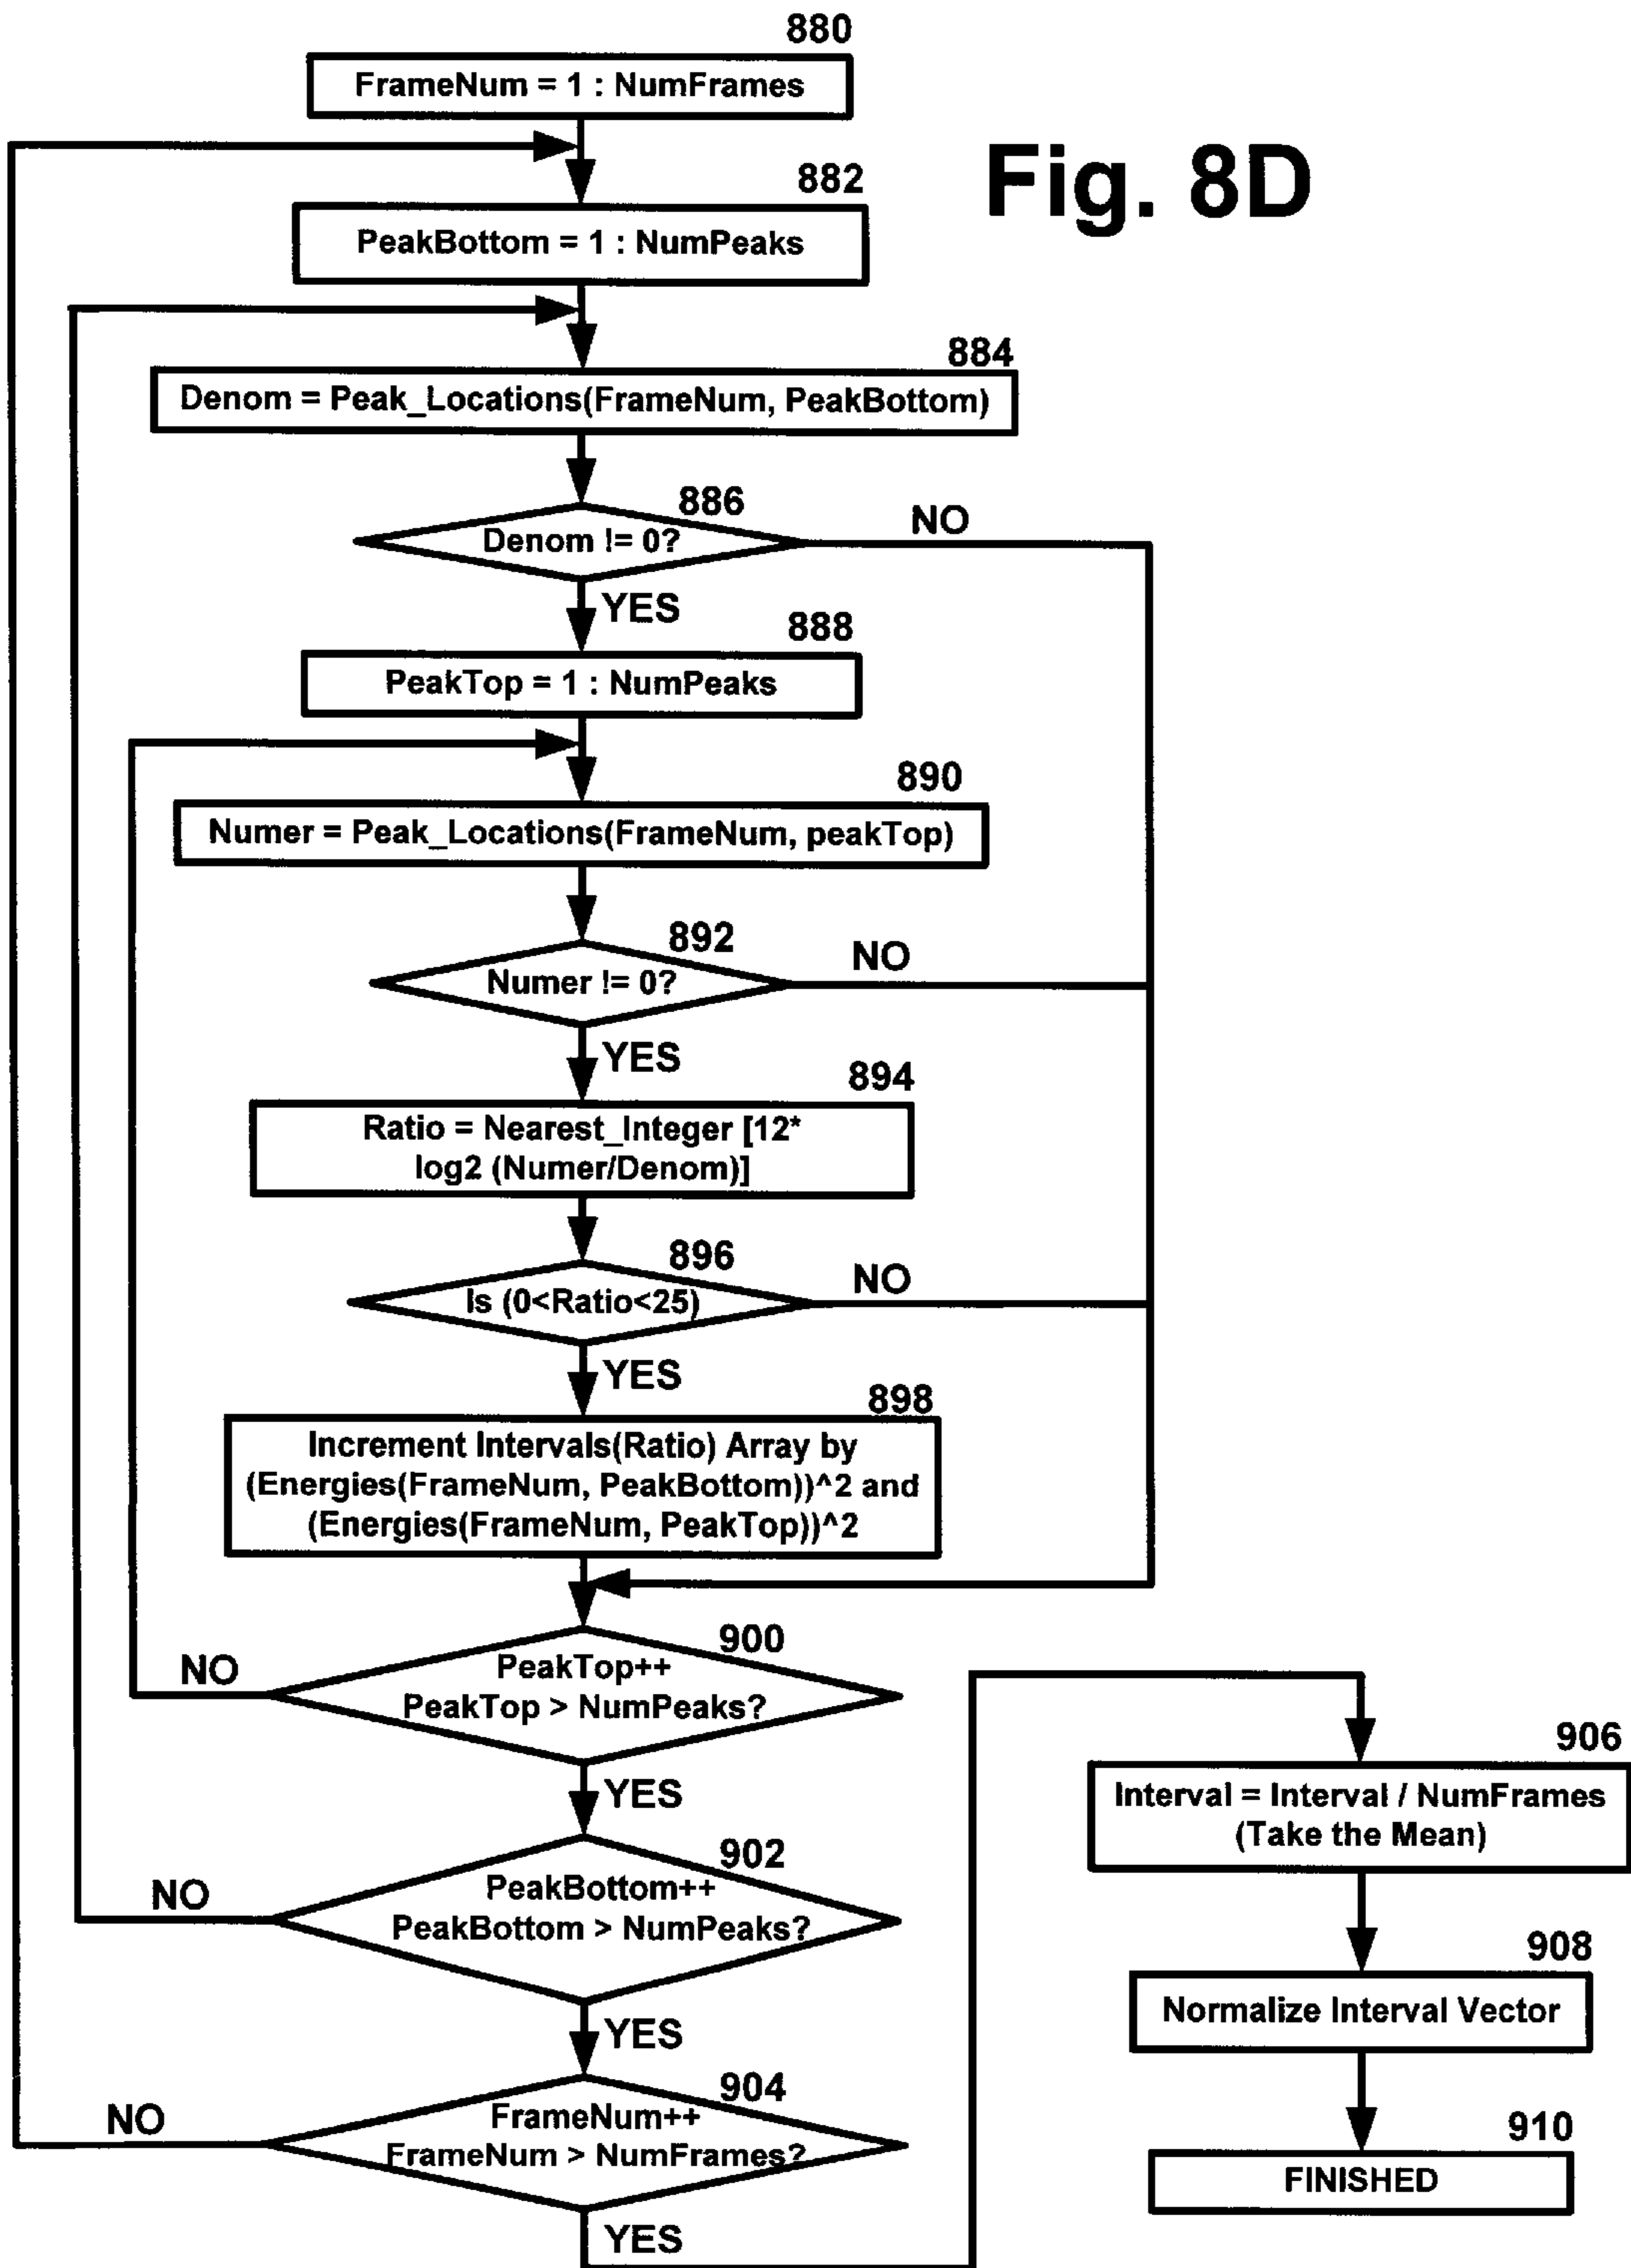 880
FrameNum = 1 : NumFrames
Fig. 8D
882
PeakBottom = 1 : NumPeaks
884
Denom = Peak_Locations(FrameNum, PeakBottom)
886
NO
Denom != 0?
YES
888
PeakTop = 1 : NumPeaks
890
Numer = Peak_Locations(FrameNum, peakTop)
892
NO
Numer != 0?
YES
894
Ratio = Nearest_Integer [12*
log2 (Numer/Denom)]
896
NO
Is (0<Ratio<25)
YES
898
Increment Intervals(Ratio) Array by
(Energies(FrameNum, PeakBottom))^2 and
(Energies(FrameNum, PeakTop))^2
900
NO
PeakTop++
PeakTop > NumPeaks?
YES
902
NO
PeakBottom++
PeakBottom > NumPeaks?
YES
904
NO
FrameNum++
FrameNum > NumFrames?
YES
906
Interval = Interval / NumFrames
(Take the Mean)
908
Normalize Interval Vector
910
FINISHED